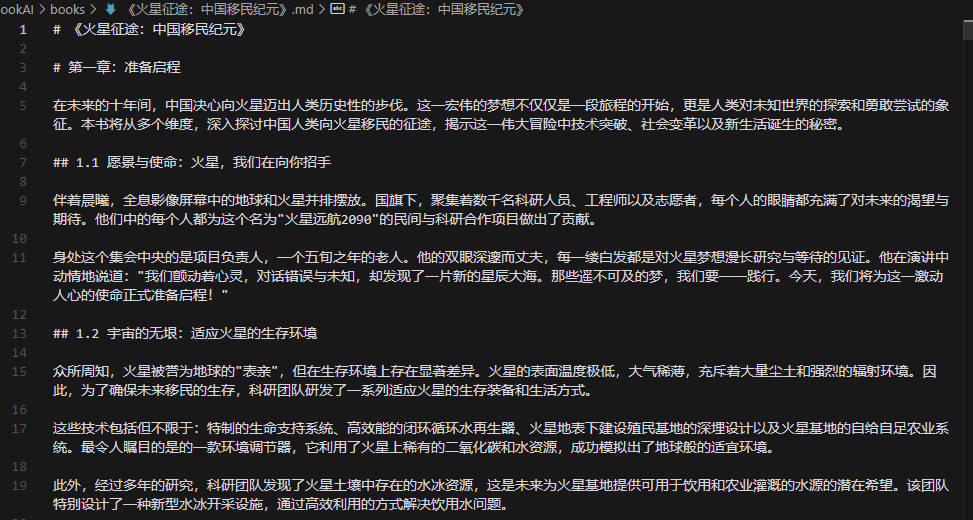 ookAI > books > 《火星征途：中国移民纪元》.md > # 《火星征途：中国移民纪元》
1 # 《火星征途：中国移民纪元》
2
3 # 第一章：准备启程
4
5 在未来的十年间，中国决心向火星迈出人类历史性的步伐。这一宏伟的梦想不仅仅是一段旅程的开始，更是人类对未知世界的探索和勇敢尝试的象
征。本书将从多个维度，深入探讨中国人类向火星移民的征途，揭示这一伟大冒险中技术突破、社会变革以及新生活诞生的秘密。
6
7 ## 1.1 愿景与使命：火星，我们在向你招手
8
9 伴着晨曦，全息影像屏幕中的地球和火星并排摆放。国旗下，聚集着数千名科研人员、工程师以及志愿者，每个人的眼睛都充满了对未来的渴望与
期待。他们中的每个人都为这个名为"火星远航2090"的民间与科研合作项目做出了贡献。
10
11 身处这个集会中央的是项目负责人，一个五旬之年的老人。他的双眼深邃而丈夫，每一缕白发都是对火星梦想漫长研究与等待的见证。他在演讲中
动情地说道："我们颤动着心灵，对话错误与未知，却发现了一片新的星辰大海。那些遥不可及的梦，我们要一一践行。今天，我们将为这一激动
人心的使命正式准备启程！"
12
13 ## 1.2 宇宙的无垠：适应火星的生存环境
14
15 众所周知，火星被誉为地球的"表亲"，但在生存环境上存在显著差异。火星的表面温度极低，大气稀薄，充斥着大量尘土和强烈的辐射环境。因
此，为了确保未来移民的生存，科研团队研发了一系列适应火星的生存装备和生活方式。
16
17 这些技术包括但不限于：特制的生命支持系统、高效能的闭环循环水再生器、火星地表下建设殖民基地的深埋设计以及火星基地的自给自足农业系
统。最令人瞩目的是的一款环境调节器，它利用了火星上稀有的二氧化碳和水资源，成功模拟出了地球般的适宜环境。
18
19 此外，经过多年的研究，科研团队发现了火星土壤中存在的水冰资源，这是未来为火星基地提供可用于饮用和农业灌溉的水源的潜在希望。该团队
特别设计了一种新型水冰开采设施，通过高效利用的方式解决饮用水问题。